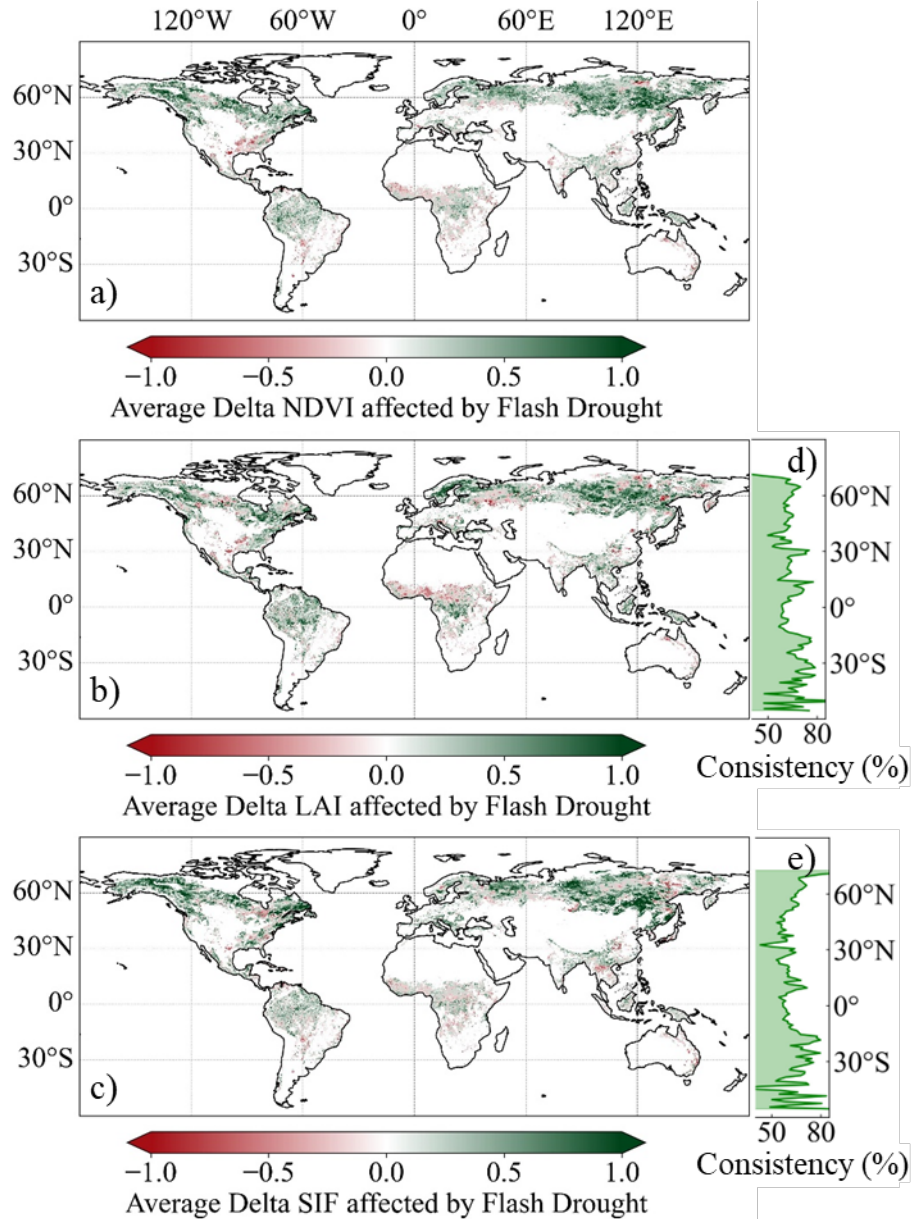 120°W 60°W 0° 60°E 120°E
60°N
30°N
0°
30°S
a)
−1.0 −0.5 0.0 0.5 1.0
Average Delta NDVI affected by Flash Drought
60°N
30°N
0°
30°S
b)
d)
60°N
30°N
0°
30°S
50 80
Consistency (%)
−1.0 −0.5 0.0 0.5 1.0
Average Delta LAI affected by Flash Drought
60°N
30°N
0°
30°S
c)
e)
60°N
30°N
0°
30°S
50 80
Consistency (%)
−1.0 −0.5 0.0 0.5 1.0
Average Delta SIF affected by Flash Drought